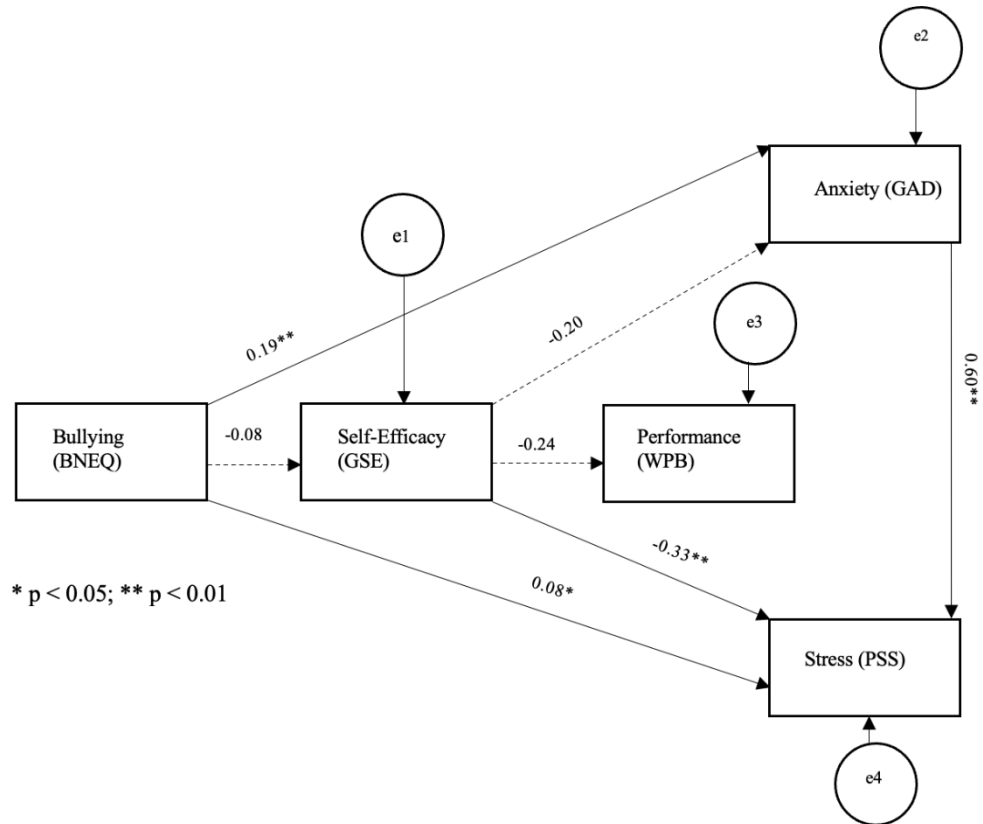 e2
Anxiety (GAD)
e1
e3
-0.20
0.19**
0.60**
Bullying
(BNEQ)
-0.08
Self-Efficacy
(GSE)
-0.24
Performance
(WPB)
-0.33**
0.08*
* p < 0.05; ** p < 0.01
Stress (PSS)
e4